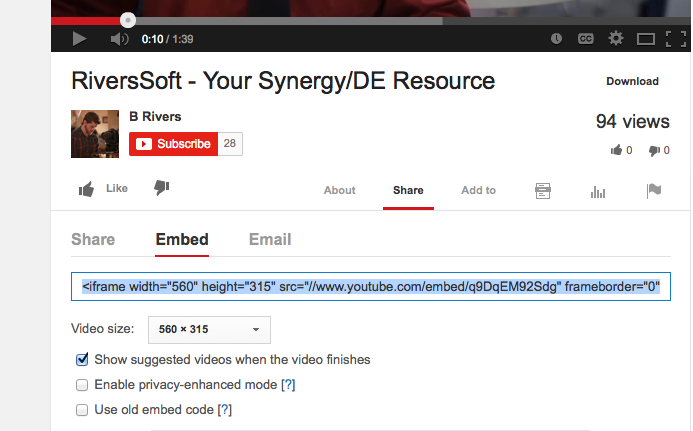 0:10 / 1:39
CC
RiversSoft - Your Synergy/DE Resource
Download
B Rivers
Subscribe 28
94 views
0 0
Like
About Share Add to
Share Embed Email
<iframe width="560" height="315" src="//www.youtube.com/embed/q9DqEM92Sdg" frameborder="0"
Video size: 560 × 315
Show suggested videos when the video finishes
Enable privacy-enhanced mode [?]
Use old embed code [?]